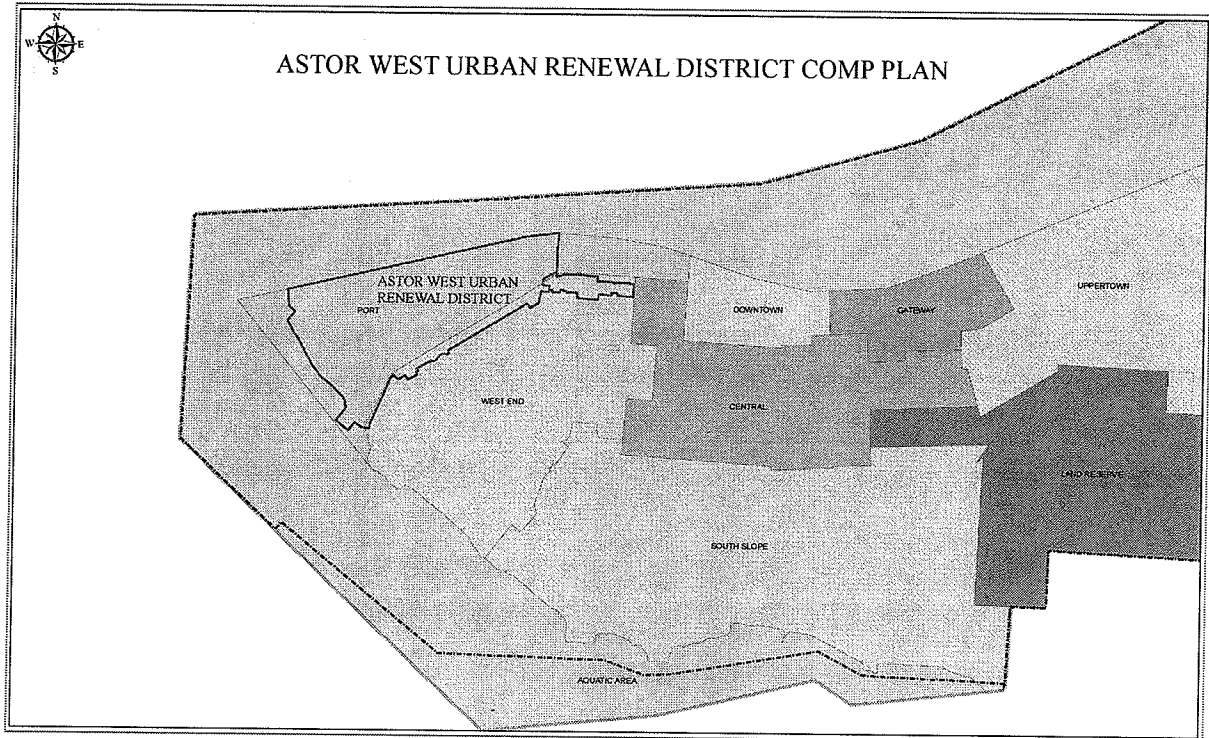 N
W E
S
ASTOR WEST URBAN RENEWAL DISTRICT COMP PLAN
ASTOR WEST URBAN
RENEWAL DISTRICT
PORT
DOWNTOWN
GATEWAY
UPPERTOWN
WEST END
CENTRAL
LAND RESERVE
SOUTH SLOPE
AQUATIC AREA